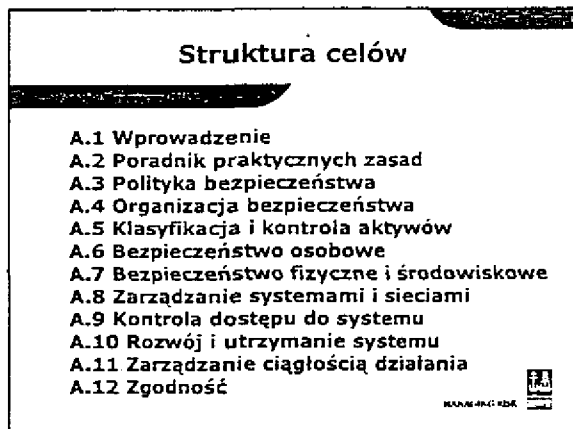 Struktura celów
A.1 Wprowadzenie
A.2 Poradnik praktycznych zasad
A.3 Polityka bezpieczeństwa
A.4 Organizacja bezpieczeństwa
A.5 Klasyfikacja i kontrola aktywów
A.6 Bezpieczeństwo osobowe
A.7 Bezpieczeństwo fizyczne i środowiskowe
A.8 Zarządzanie systemami i sieciami
A.9 Kontrola dostępu do systemu
A.10 Rozwój i utrzymanie systemu
A.11 Zarządzanie ciągłością działania
A.12 Zgodność
MANAGING RISK